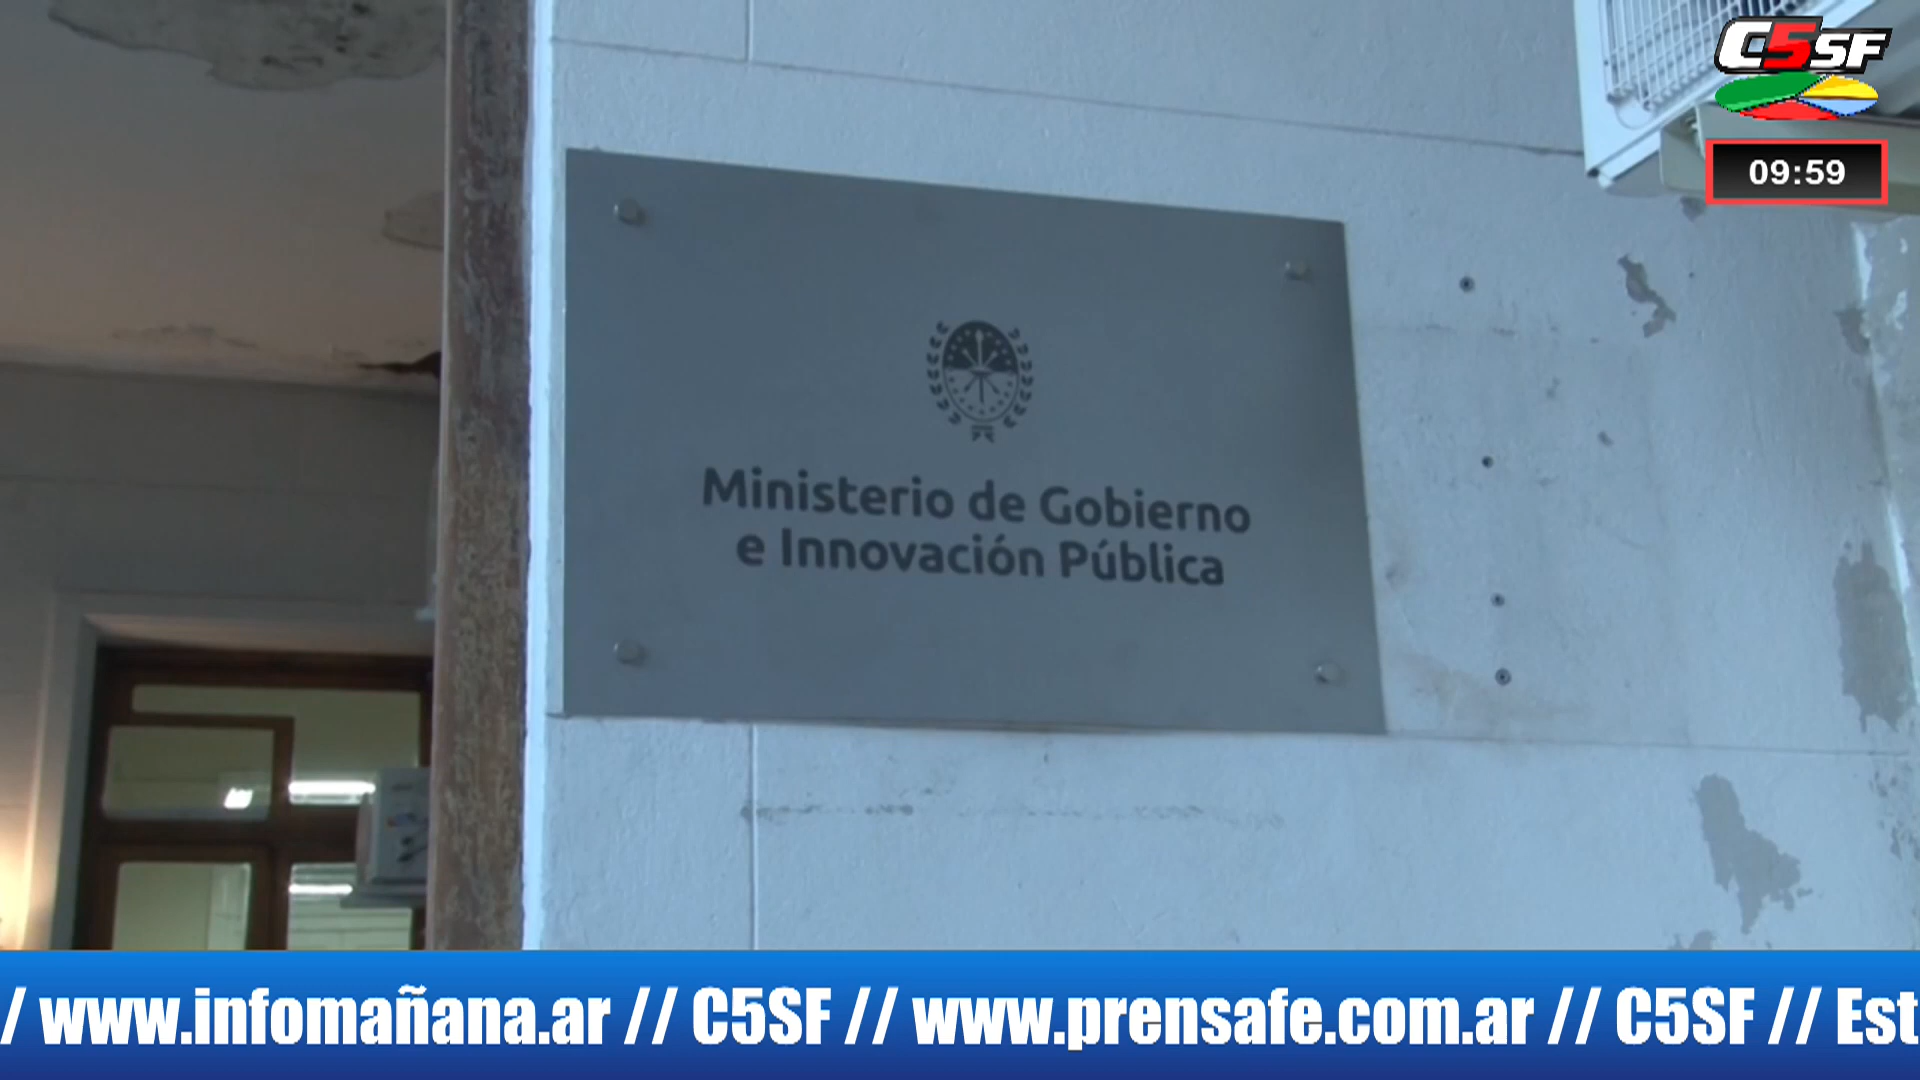 C5SF
09:59
Ministerio de Gobierno
e Innovación Pública
/ www.infomañana.ar // C5SF // www.prensafe.com.ar // C5SF // Est